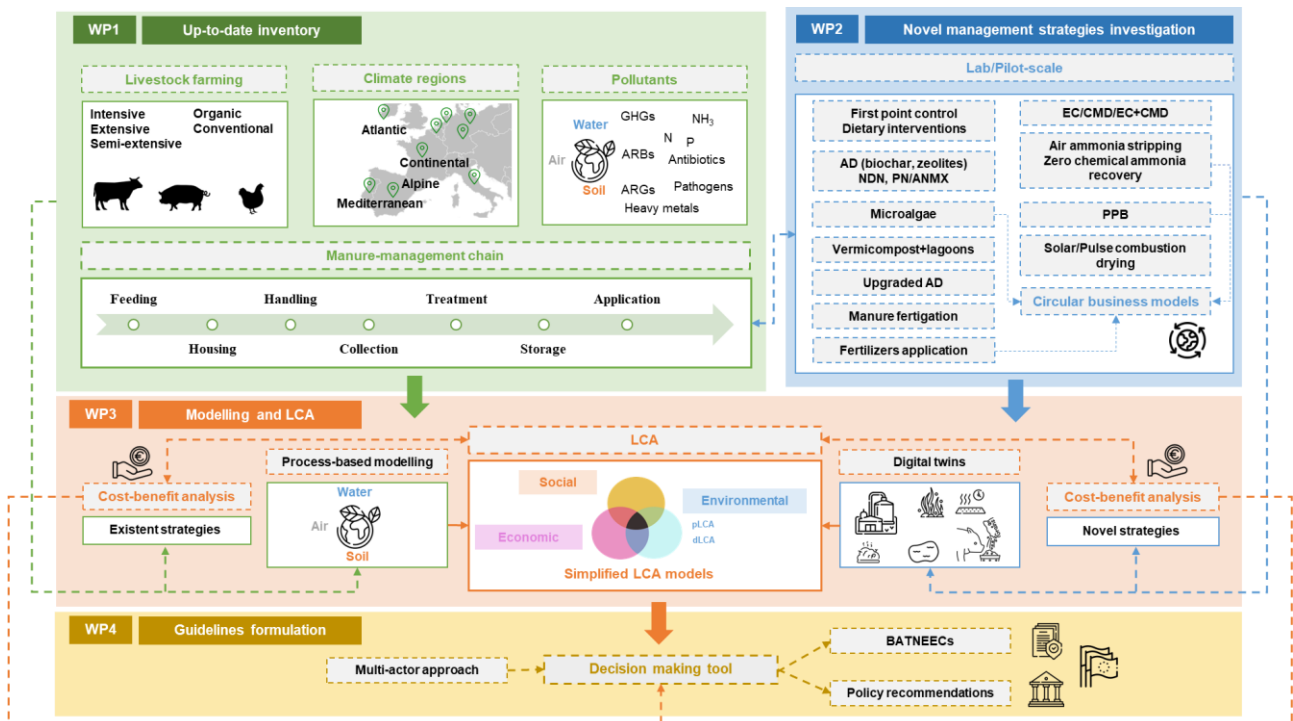 WP1
Up-to-date inventory
Livestock farming
Intensive
Extensive
Semi-extensive
Organic
Conventional
Climate regions
Atlantic
Continental
Alpine
Mediterranean
Pollutants
Water
Air
Soil
GHGs
NH3
N
P
ARBs
Antibiotics
ARGs
Pathogens
Heavy metals
Manure-management chain
Feeding
Handling
Treatment
Application
Housing
Collection
Storage
WP2
Novel management strategies investigation
Lab/Pilot-scale
First point control
Dietary interventions
AD (biochar, zeolites)
NDN, PN/ANMX
Microalgae
Vermicompost+lagoons
Upgraded AD
Manure fertigation
Fertilizers application
EC/CMD/EC+CMD
Air ammonia stripping
Zero chemical ammonia
recovery
PPB
Solar/Pulse combustion
drying
Circular business models
WP3
Modelling and LCA
Cost-benefit analysis
Existent strategies
Process-based modelling
Water
Air
Soil
LCA
Social
Environmental
pLCA
dLCA
Economic
Simplified LCA models
Digital twins
Cost-benefit analysis
Novel strategies
WP4
Guidelines formulation
Multi-actor approach
Decision making tool
BATNEECs
Policy recommendations